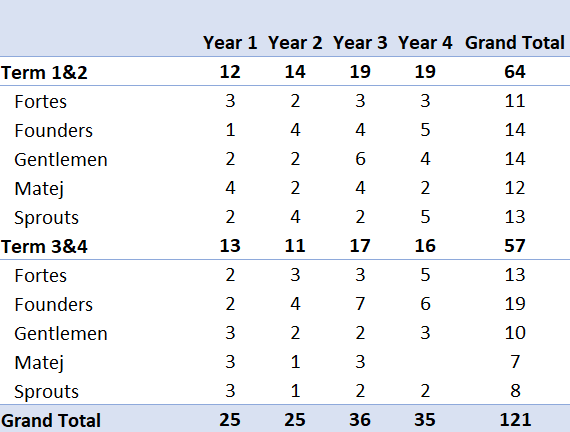 Year 1 Year 2 Year 3 Year 4 Grand Total
Term 1&2 12 14 19 19 64
Fortes 3 2 3 3 11
Founders 1 4 4 5 14
Gentlemen 2 2 6 4 14
Matej 4 2 4 2 12
Sprouts 2 4 2 5 13
Term 3&4 13 11 17 16 57
Fortes 2 3 3 5 13
Founders 2 4 7 6 19
Gentlemen 3 2 2 3 10
Matej 3 1 3 7
Sprouts 3 1 2 2 8
Grand Total 25 25 36 35 121